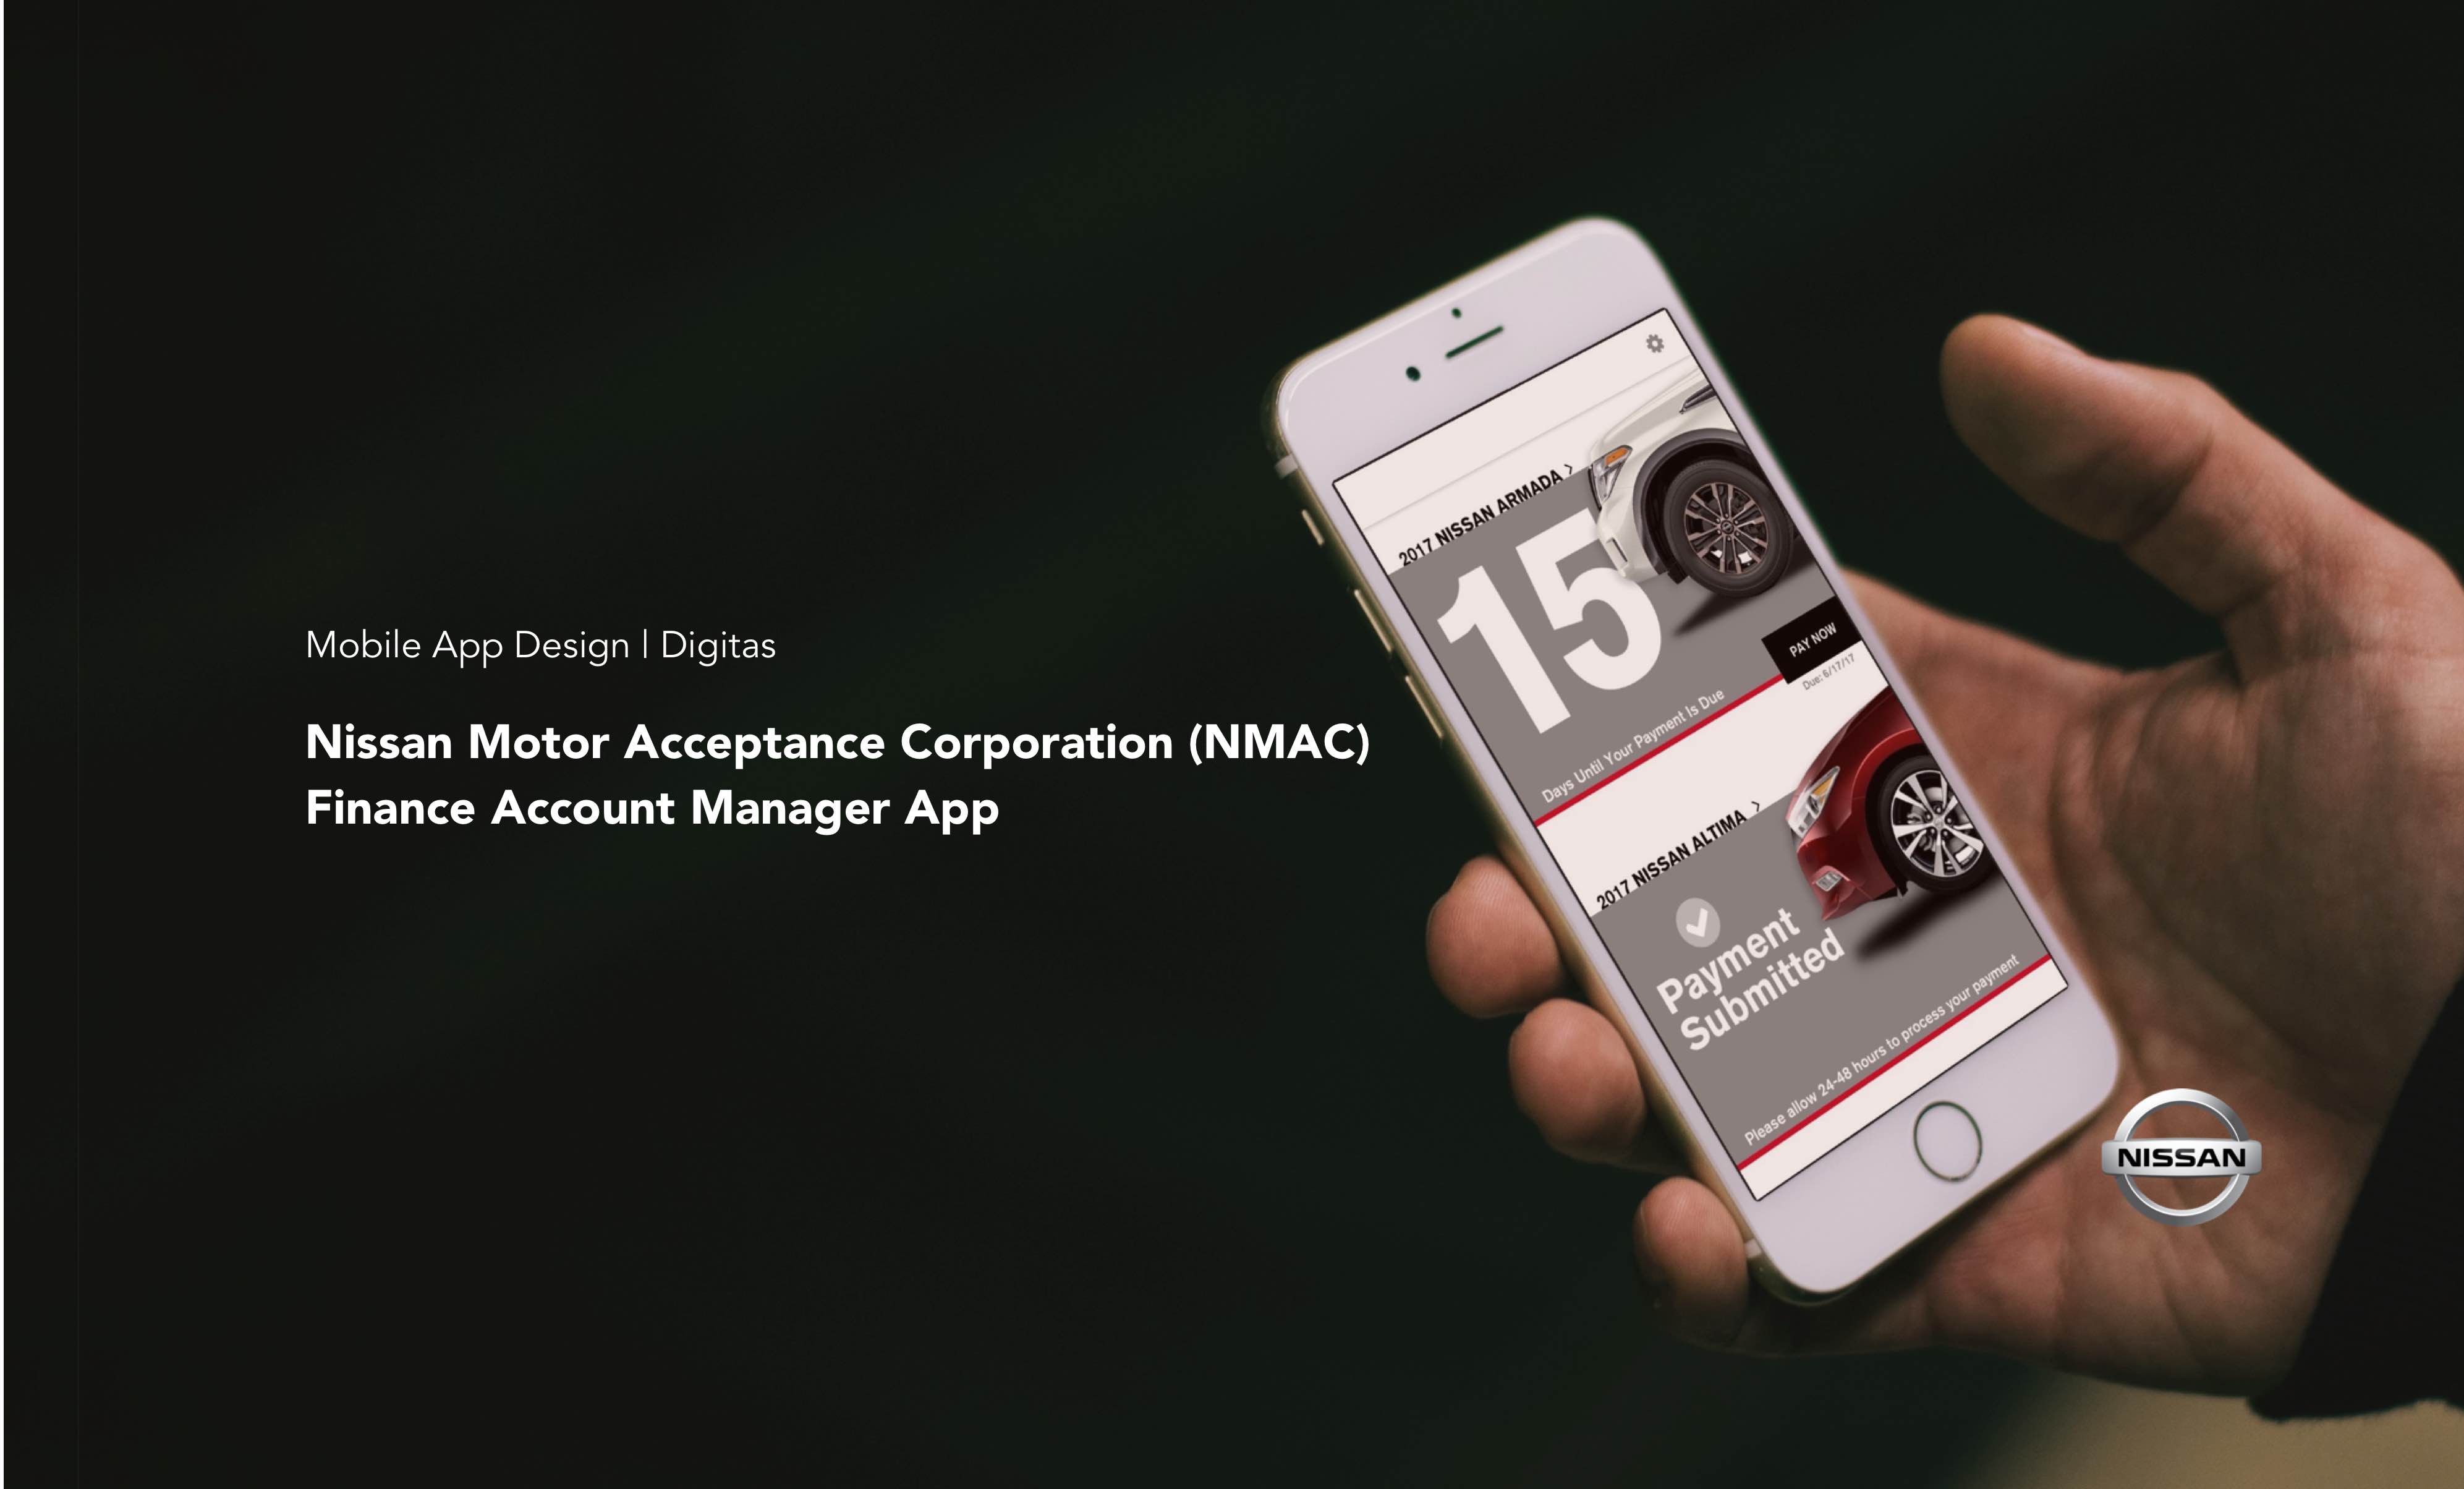 Mobile App Design | Digitas
Nissan Motor Acceptance Corporation (NMAC)
Finance Account Manager App
2017 NISSAN ARMADA >
15
Days Until Your Payment Is Due
PAY NOW
Due: 6/17/17
2017 NISSAN ALTIMA >
Payment
Submitted
Please allow 24-48 hours to process your payment
NISSAN